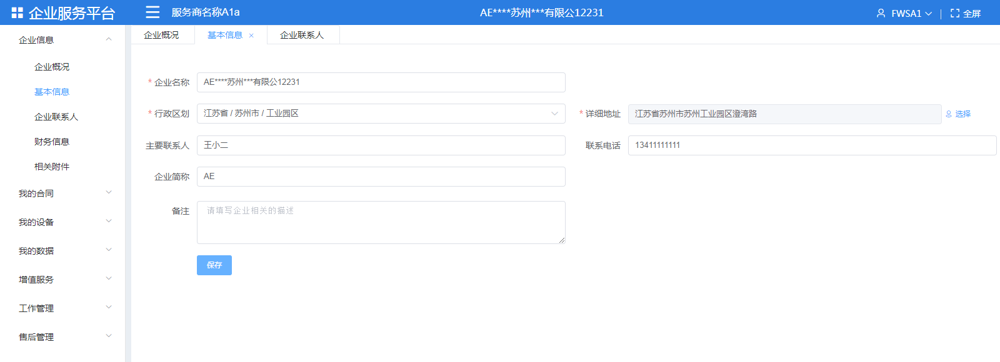 企业服务平台
服务商名称A1a
AE****苏州***有限公12231
FWSA1
全屏
企业信息
企业概况
基本信息
企业联系人
财务信息
相关附件
我的合同
我的设备
我的数据
增值服务
工作管理
售后管理
企业概况 基本信息 × 企业联系人
* 企业名称 AE****苏州***有限公12231
* 行政区划 江苏省 / 苏州市 / 工业园区
* 详细地址 江苏省苏州市苏州工业园区澄湾路 选择
主要联系人 王小二
联系电话 13411111111
企业简称 AE
备注 请填写企业相关的描述
保存